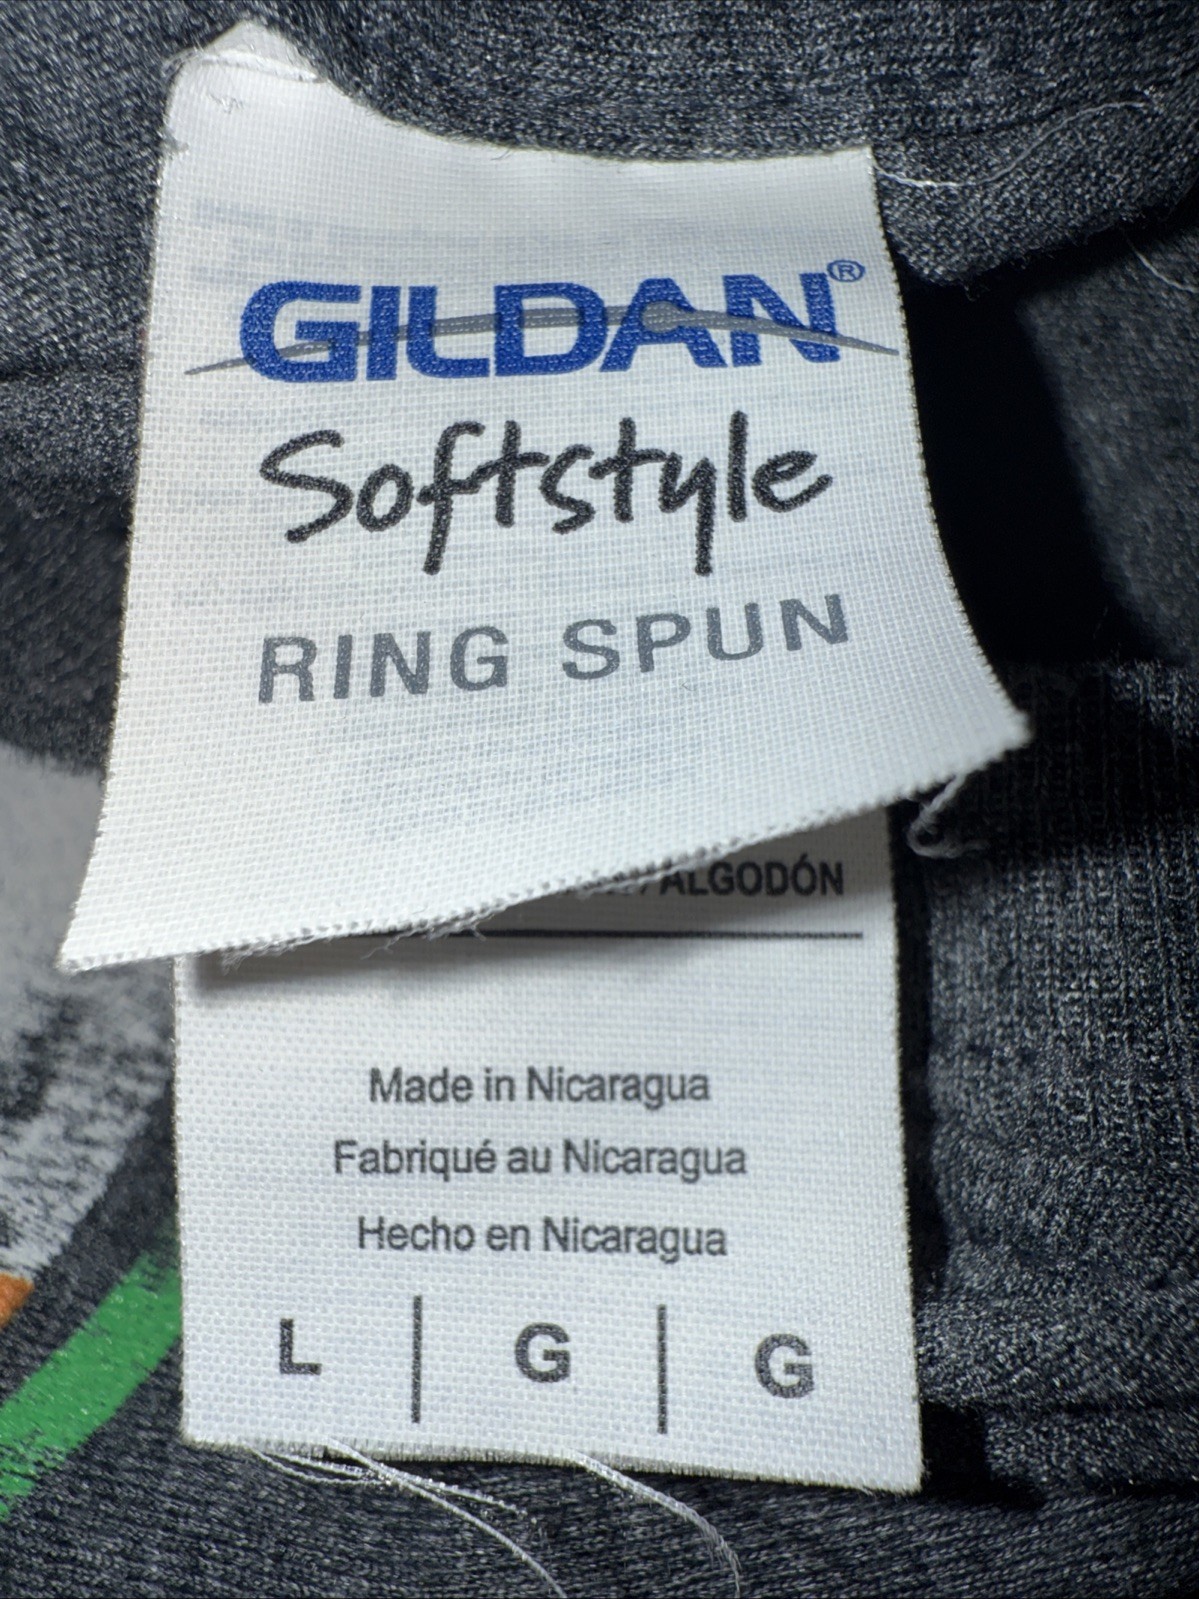 GILDAN®
Softstyle
RING SPUN
/ALGODÓN
Made in Nicaragua
Fabriqué au Nicaragua
Hecho en Nicaragua
L | G | G